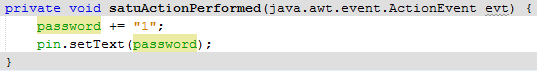 private void satuActionPerformed(java.awt.event.ActionEvent evt) {
password += "1";
pin.setText(password);
}